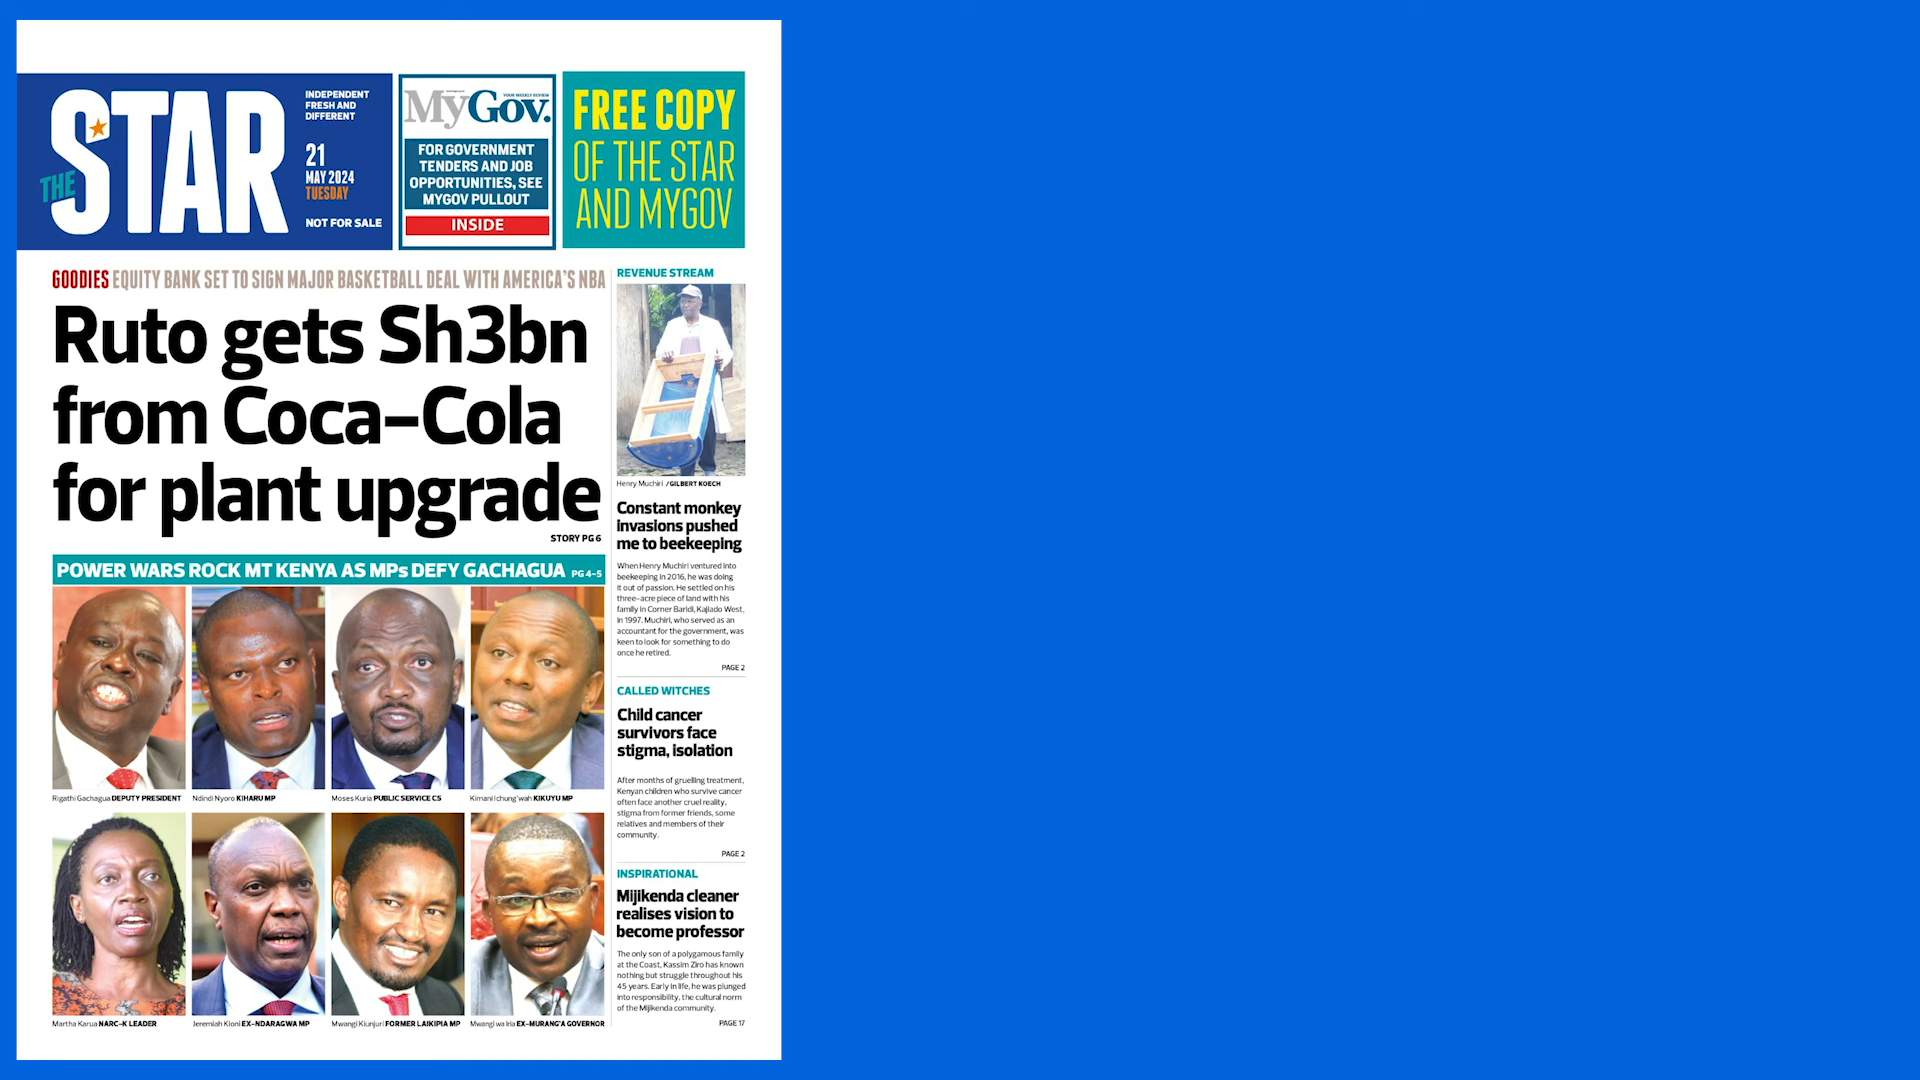 THE STAR
INDEPENDENT
FRESH AND
DIFFERENT
21
MAY 2024
TUESDAY
NOT FOR SALE
YOUR WEEKLY REVIEW
MyGov.
FOR GOVERNMENT
TENDERS AND JOB
OPPORTUNITIES, SEE
MYGOV PULLOUT
INSIDE
FREE COPY
OF THE STAR
AND MYGOV
GOODIES EQUITY BANK SET TO SIGN MAJOR BASKETBALL DEAL WITH AMERICA'S NBA
Ruto gets Sh3bn
from Coca-Cola
for plant upgrade
STORY PG 6
POWER WARS ROCK MT KENYA AS MPs DEFY GACHAGUA PG 4-5
Rigathi Gachagua DEPUTY PRESIDENT
Ndindi Nyoro KIHARU MP
Moses Kuria PUBLIC SERVICE CS
Kimani Ichung'wah KIKUYU MP
Martha Karua NARC-K LEADER
Jeremiah Kioni EX-NDARAGWA MP
Mwangi Kiunjuri FORMER LAIKIPIA MP
Mwangi wa Iria EX-MURANG'A GOVERNOR
REVENUE STREAM
Henry Muchiri /GILBERT KOECH
Constant monkey
invasions pushed
me to beekeeping
When Henry Muchiri ventured into
beekeeping in 2016, he was doing
it out of passion. He settled on his
three-acre piece of land with his
family in Corner Baridi, Kajiado West,
in 1997. Muchiri, who served as an
accountant for the government, was
keen to look for something to do
once he retired.
PAGE 2
CALLED WITCHES
Child cancer
survivors face
stigma, isolation
After months of gruelling treatment,
Kenyan children who survive cancer
often face another cruel reality,
stigma from former friends, some
relatives and members of their
community.
PAGE 2
INSPIRATIONAL
Mijikenda cleaner
realises vision to
become professor
The only son of a polygamous family
at the Coast, Kassim Ziro has known
nothing but struggle throughout his
45 years. Early in life, he was plunged
into responsibility, the cultural norm
of the Mijikenda community.
PAGE 17